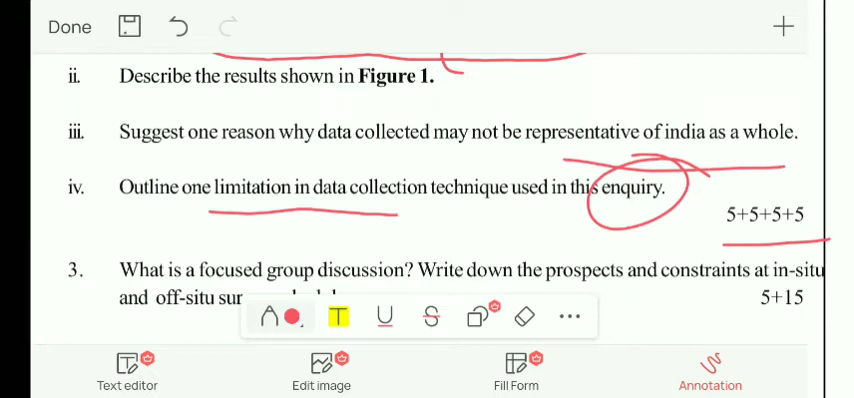 Done
ii. Describe the results shown in Figure 1.
iii. Suggest one reason why data collected may not be representative of india as a whole.
iv. Outline one limitation in data collection technique used in this enquiry.
5+5+5+5
3. What is a focused group discussion? Write down the prospects and constraints at in-situ
and off-situ 5+15
T U S
Text editor Edit image Fill Form Annotation